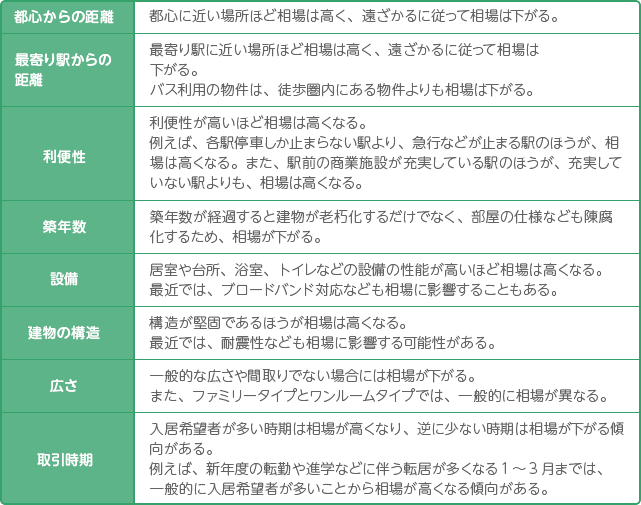 都心からの距離
都心に近い場所ほど相場は高く、遠ざかるに従って相場は下がる。
最寄り駅からの
距離
最寄り駅に近い場所ほど相場は高く、遠ざかるに従って相場は
下がる。
バス利用の物件は、徒歩圏内にある物件よりも相場は下がる。
利便性
利便性が高いほど相場は高くなる。
例えば、各駅停車しか止まらない駅より、急行などが止まる駅のほうが、相
場は高くなる。また、駅前の商業施設が充実している駅のほうが、充実して
いない駅よりも、相場は高くなる。
築年数
築年数が経過すると建物が老朽化するだけでなく、部屋の仕様なども陳腐
化するため、相場が下がる。
設備
居室や台所、浴室、トイレなどの設備の性能が高いほど相場は高くなる。
最近では、ブロードバンド対応なども相場に影響することもある。
建物の構造
構造が堅固であるほうが相場は高くなる。
最近では、耐震性なども相場に影響する可能性がある。
広さ
一般的な広さや間取りでない場合には相場が下がる。
また、ファミリータイプとワンルームタイプでは、一般的に相場が異なる。
取引時期
入居希望者が多い時期は相場が高くなり、逆に少ない時期は相場が下がる傾
向がある。
例えば、新年度の転勤や進学などに伴う転居が多くなる1～3月までは、
一般的に入居希望者が多いことから相場が高くなる傾向がある。